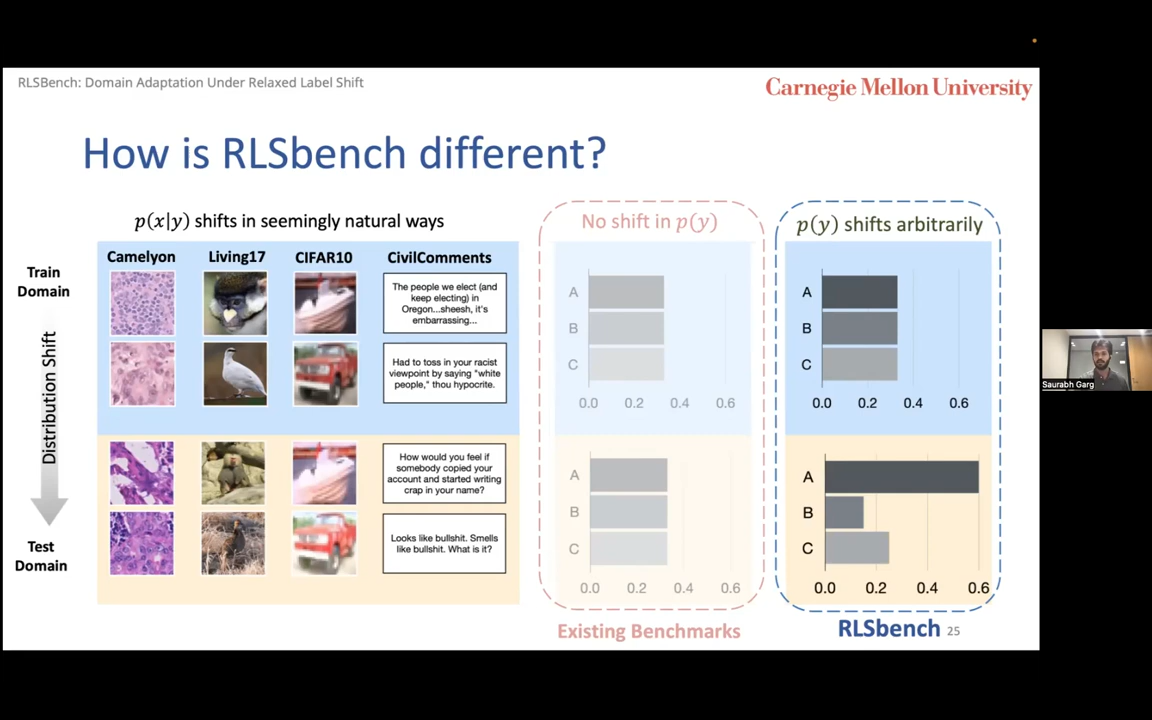 RLSBench: Domain Adaptation Under Relaxed Label Shift
Carnegie Mellon University
How is RLSbench different?
p(x|y) shifts in seemingly natural ways
Train
Domain
Distribution Shift
Test
Domain
Camelyon
Living17
CIFAR10
CivilComments
The people we elect (and
keep electing) in
Oregon...sheesh, it's
embarrassing...
Had to toss in your racist
viewpoint by saying "white
people," thou hypocrite.
How would you feel if
somebody copied your
account and started writing
crap in your name?
Looks like bullshit. Smells
like bullshit. What is it?
No shift in p(y)
A
B
C
0.0 0.2 0.4 0.6
A
B
C
0.0 0.2 0.4 0.6
Existing Benchmarks
p(y) shifts arbitrarily
A
B
C
0.0 0.2 0.4 0.6
A
B
C
0.0 0.2 0.4 0.6
RLSbench
25
Saurabh Garg